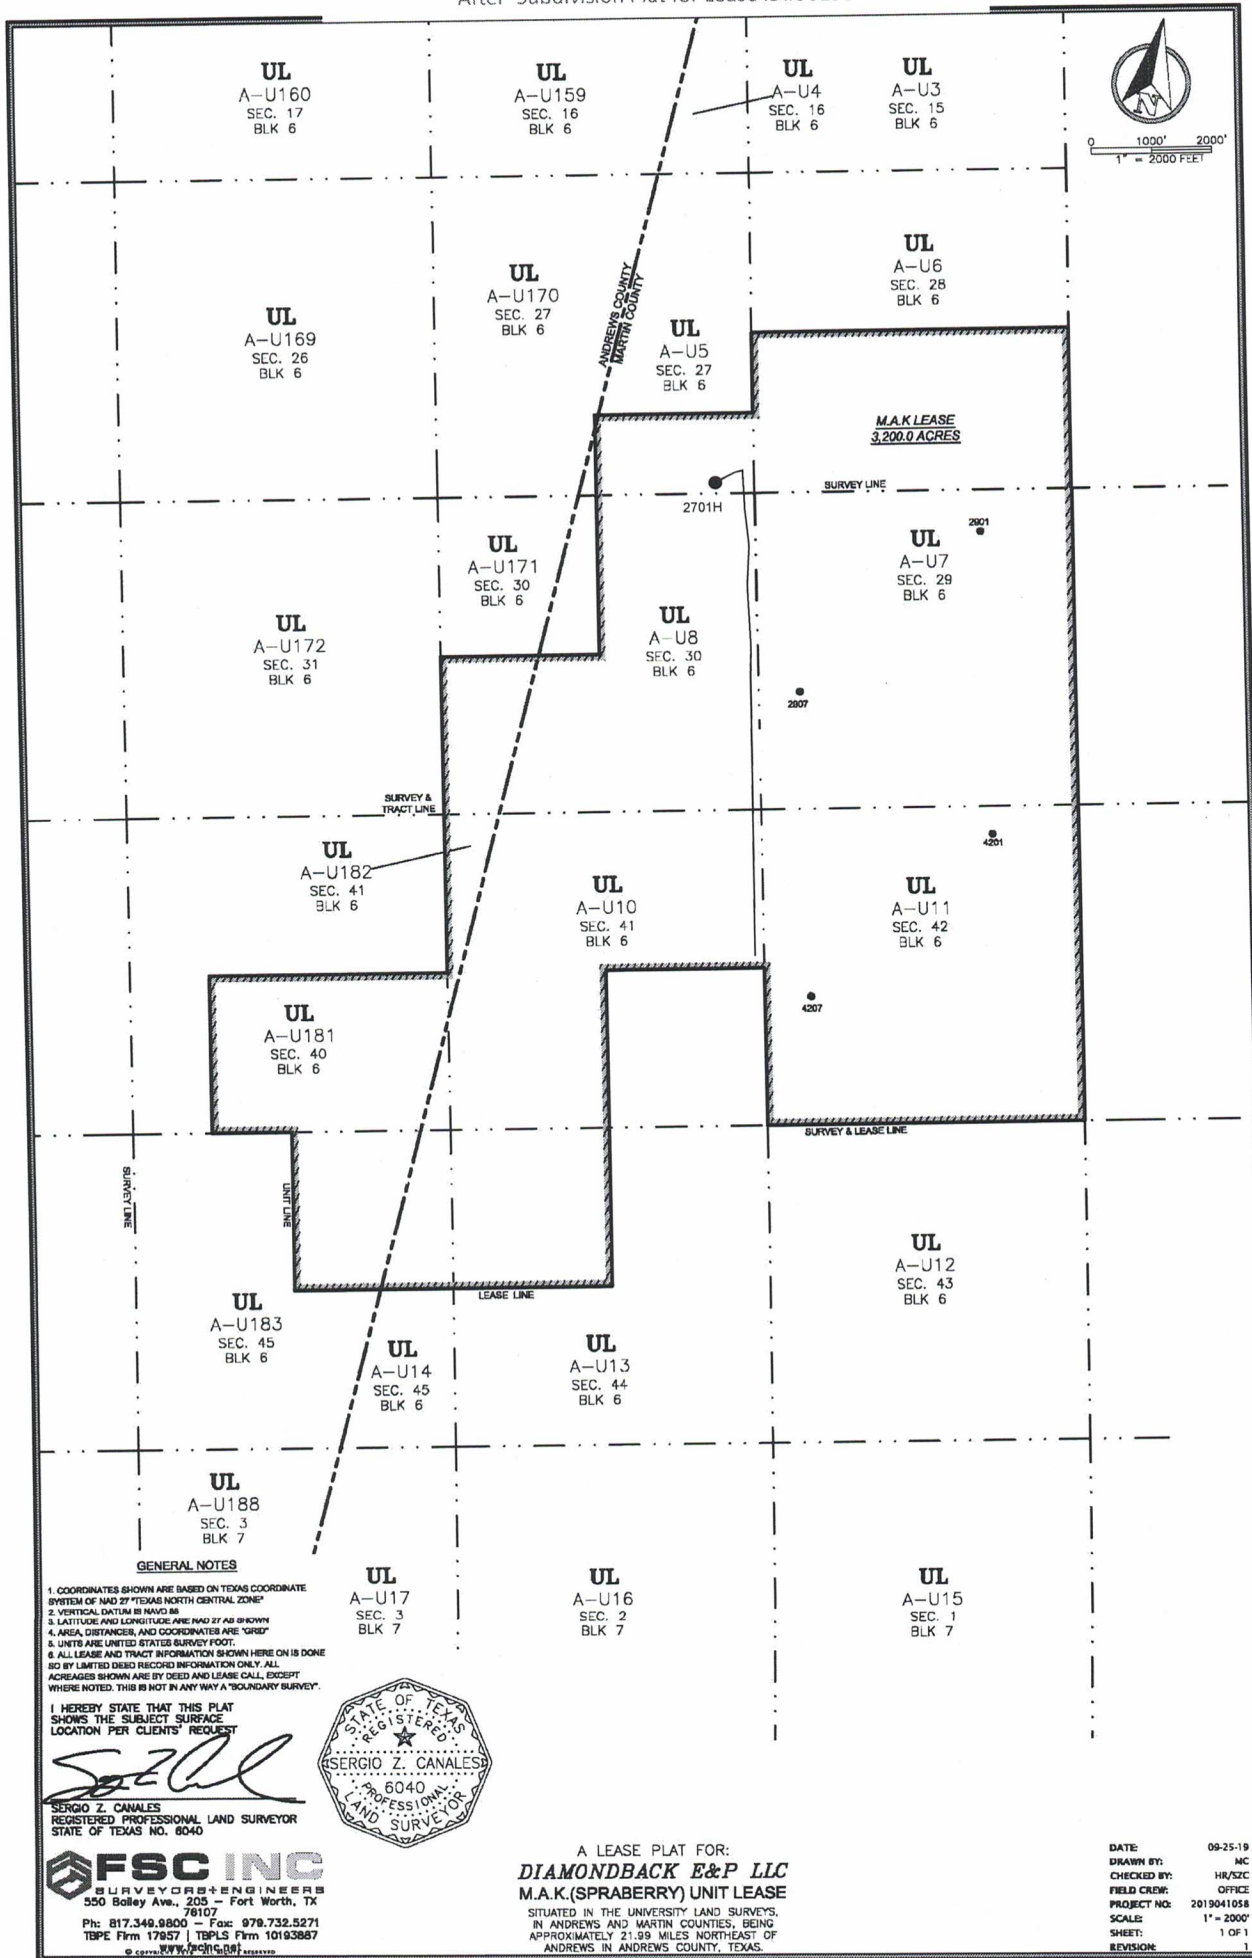 UL
A-U160
SEC. 17
BLK 6
UL
A-U159
SEC. 16
BLK 6
UL
A-U4
SEC. 16
BLK 6
UL
A-U3
SEC. 15
BLK 6
N
0 1000' 2000'
1" = 2000 FEET
UL
A-U169
SEC. 26
BLK 6
UL
A-U170
SEC. 27
BLK 6
ANDREWS COUNTY
MARTIN COUNTY
UL
A-U5
SEC. 27
BLK 6
UL
A-U6
SEC. 28
BLK 6
M.A.K LEASE
3,200.0 ACRES
SURVEY LINE
2701H
2901
UL
A-U171
SEC. 30
BLK 6
UL
A-U7
SEC. 29
BLK 6
UL
A-U172
SEC. 31
BLK 6
UL
A-U8
SEC. 30
BLK 6
2907
SURVEY &
TRACT LINE
4201
UL
A-U182
SEC. 41
BLK 6
UL
A-U10
SEC. 41
BLK 6
UL
A-U11
SEC. 42
BLK 6
4207
UL
A-U181
SEC. 40
BLK 6
SURVEY & LEASE LINE
SURVEY LINE
UNIT LINE
UL
A-U12
SEC. 43
BLK 6
LEASE LINE
UL
A-U183
SEC. 45
BLK 6
UL
A-U14
SEC. 45
BLK 6
UL
A-U13
SEC. 44
BLK 6
UL
A-U188
SEC. 3
BLK 7
UL
A-U17
SEC. 3
BLK 7
UL
A-U16
SEC. 2
BLK 7
UL
A-U15
SEC. 1
BLK 7
GENERAL NOTES
1. COORDINATES SHOWN ARE BASED ON TEXAS COORDINATE
SYSTEM OF NAD 27 "TEXAS NORTH CENTRAL ZONE"
2. VERTICAL DATUM IS NAVD 88
3. LATITUDE AND LONGITUDE ARE NAD 27 AS SHOWN
4. AREA, DISTANCES, AND COORDINATES ARE "GRID"
5. UNITS ARE UNITED STATES SURVEY FOOT.
6. ALL LEASE AND TRACT INFORMATION SHOWN HERE ON IS DONE
SO BY LIMITED DEED RECORD INFORMATION ONLY. ALL
ACREAGES SHOWN ARE BY DEED AND LEASE CALL, EXCEPT
WHERE NOTED. THIS IS NOT IN ANY WAY A "BOUNDARY SURVEY".
I HEREBY STATE THAT THIS PLAT
SHOWS THE SUBJECT SURFACE
LOCATION PER CLIENTS' REQUEST
SERGIO Z. CANALES
REGISTERED PROFESSIONAL LAND SURVEYOR
STATE OF TEXAS NO. 6040
STATE OF TEXAS
REGISTERED
SERGIO Z. CANALES
6040
PROFESSIONAL
LAND SURVEYOR
FSC INC
SURVEYORS+ENGINEERS
550 Bailey Ave., 205 – Fort Worth, TX
76107
Ph: 817.349.9800 – Fax: 979.732.5271
TBPE Firm 17957 | TBPLS Firm 10193887
www.fscinc.net
A LEASE PLAT FOR:
DIAMONDBACK E&P LLC
M.A.K.(SPRABERRY) UNIT LEASE
SITUATED IN THE UNIVERSITY LAND SURVEYS,
IN ANDREWS AND MARTIN COUNTIES, BEING
APPROXIMATELY 21.99 MILES NORTHEAST OF
ANDREWS IN ANDREWS COUNTY, TEXAS.
DATE: 09-25-19
DRAWN BY: MC
CHECKED BY: HR/SZC
FIELD CREW: OFFICE
PROJECT NO: 2019041058
SCALE: 1" = 2000'
SHEET: 1 OF 1
REVISION: 1